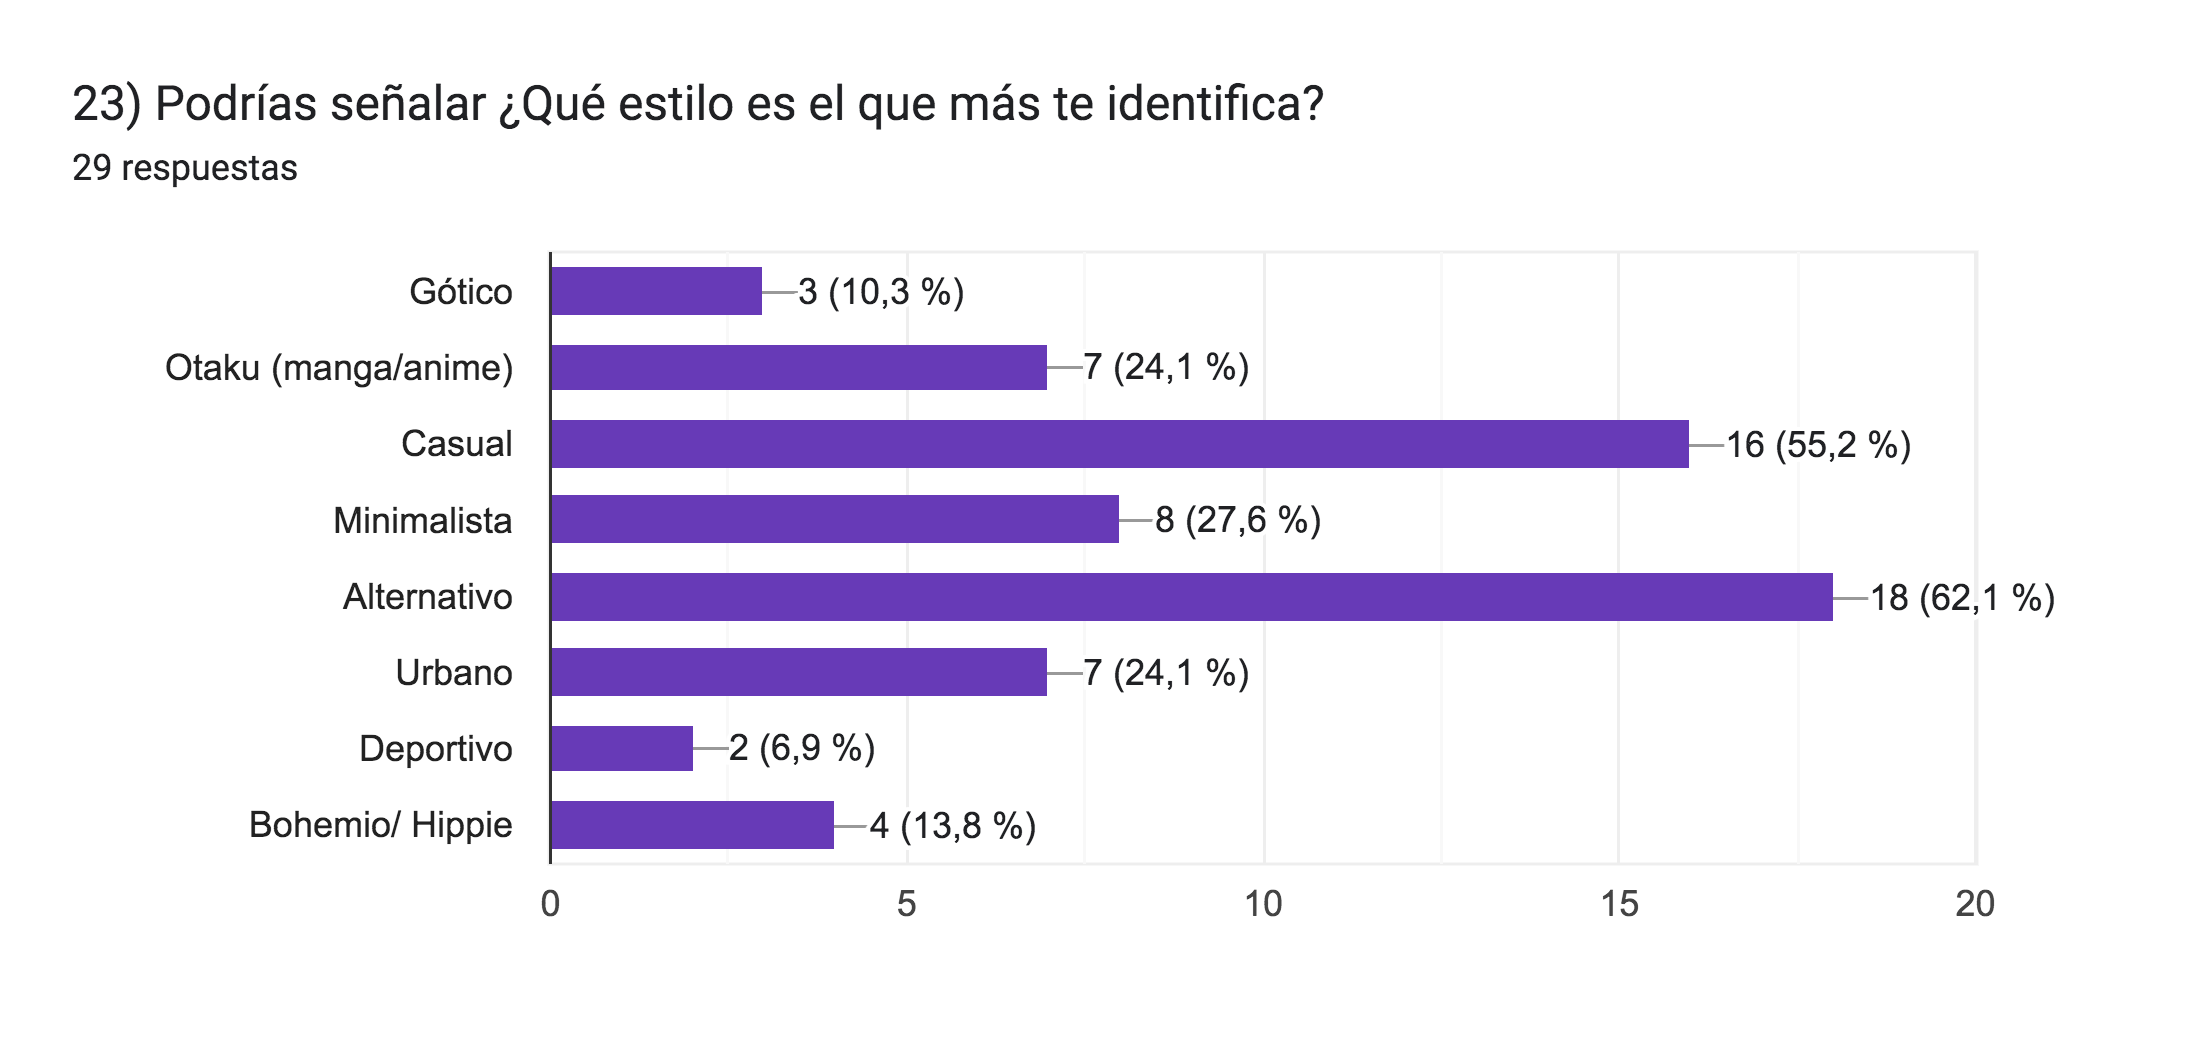 23) Podrías señalar ¿Qué estilo es el que más te identifica?
29 respuestas
Gótico
3 (10,3 %)
Otaku (manga/anime)
7 (24,1 %)
Casual
16 (55,2 %)
Minimalista
8 (27,6 %)
Alternativo
18 (62,1 %)
Urbano
7 (24,1 %)
Deportivo
2 (6,9 %)
Bohemio/ Hippie
4 (13,8 %)
0 5 10 15 20